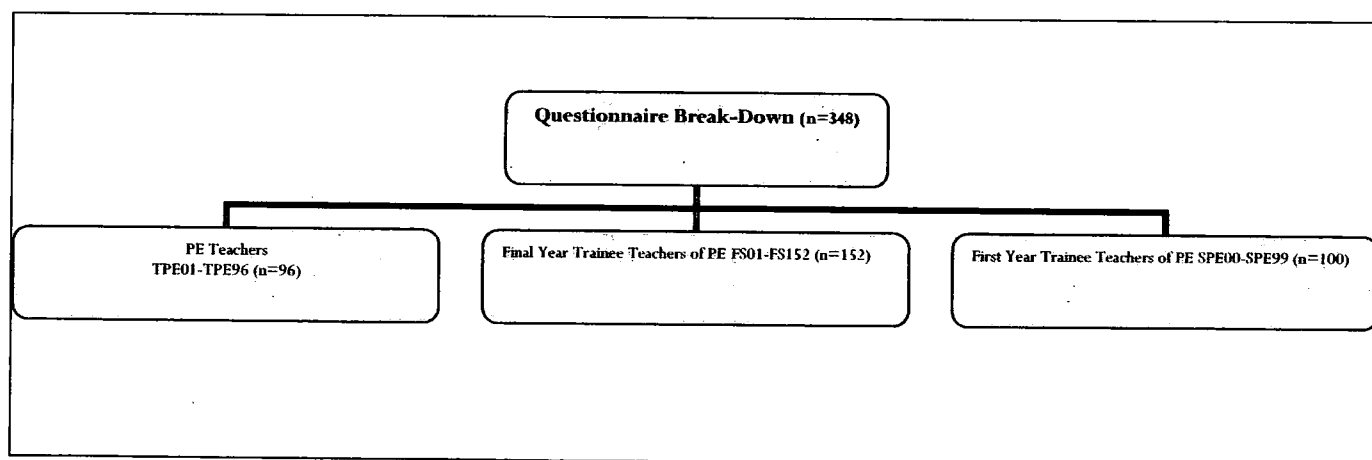 Questionnaire Break-Down (n=348)
PE Teachers
TPE01-TPE96 (n=96)
Final Year Trainee Teachers of PE FS01-FS152 (n=152)
First Year Trainee Teachers of PE SPE00-SPE99 (n=100)